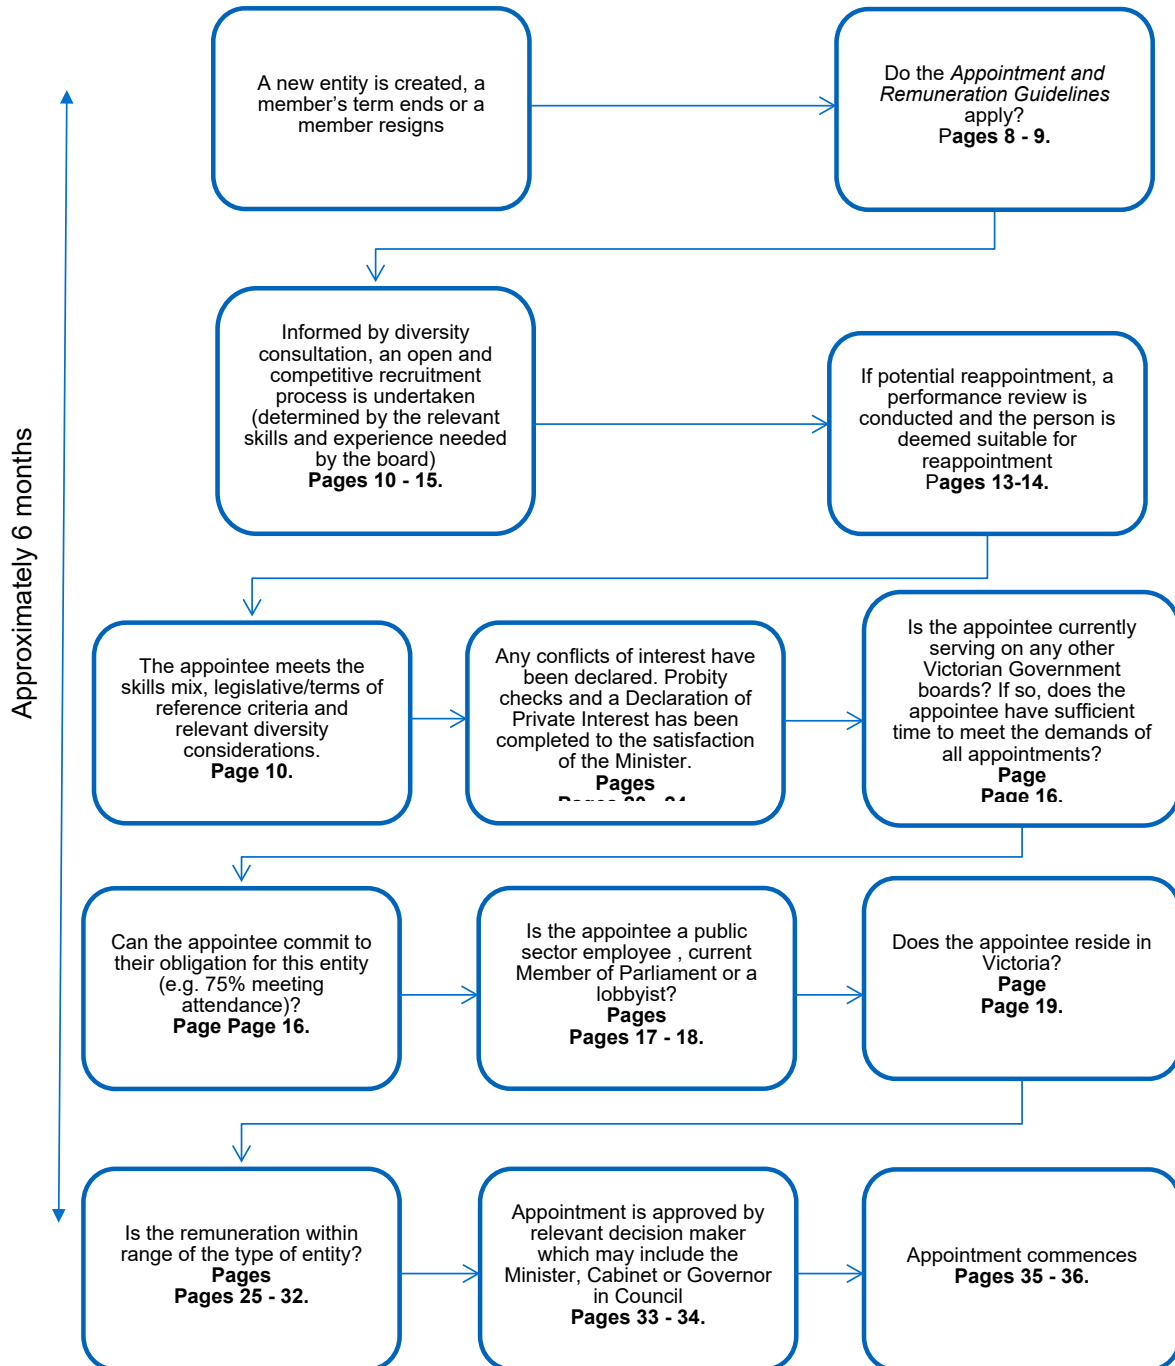 Approximately 6 months
A new entity is created, a
member's term ends or a
member resigns
Do the Appointment and
Remuneration Guidelines
apply?
Pages 8 - 9.
Informed by diversity
consultation, an open and
competitive recruitment
process is undertaken
(determined by the relevant
skills and experience needed
by the board)
Pages 10 - 15.
If potential reappointment, a
performance review is
conducted and the person is
deemed suitable for
reappointment
Pages 13-14.
The appointee meets the
skills mix, legislative/terms of
reference criteria and
relevant diversity
considerations.
Page 10.
Any conflicts of interest have
been declared. Probity
checks and a Declaration of
Private Interest has been
completed to the satisfaction
of the Minister.
Pages
Is the appointee currently
serving on any other
Victorian Government
boards? If so, does the
appointee have sufficient
time to meet the demands of
all appointments?
Page
Page 16.
Can the appointee commit to
their obligation for this entity
(e.g. 75% meeting
attendance)?
Page Page 16.
Is the appointee a public
sector employee , current
Member of Parliament or a
lobbyist?
Pages
Pages 17 - 18.
Does the appointee reside in
Victoria?
Page
Page 19.
Is the remuneration within
range of the type of entity?
Pages
Pages 25 - 32.
Appointment is approved by
relevant decision maker
which may include the
Minister, Cabinet or Governor
in Council
Pages 33 - 34.
Appointment commences
Pages 35 - 36.